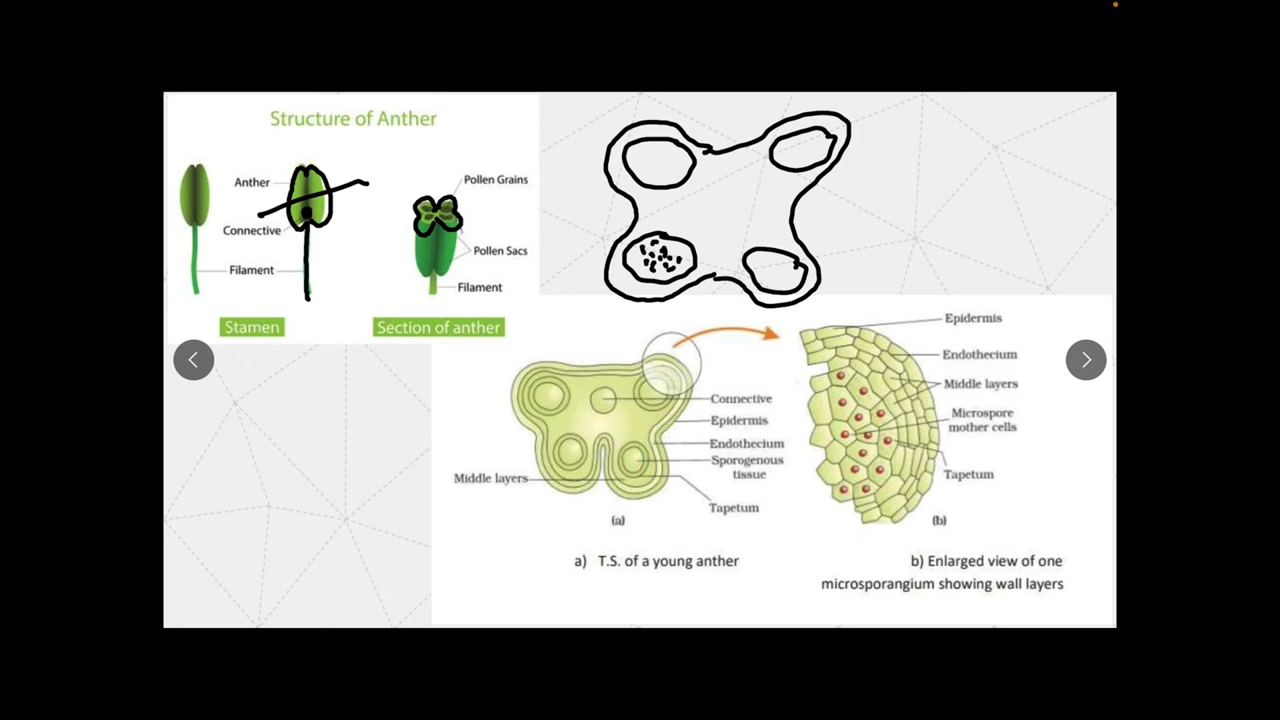 Structure of Anther
Anther
Connective
Filament
Stamen
Pollen Grains
Pollen Sacs
Filament
Section of anther
Connective
Epidermis
Endothecium
Sporogenous
tissue
Middle layers
Tapetum
(a)
a) T.S. of a young anther
Epidermis
Endothecium
Middle layers
Microspore
mother cells
Tapetum
(b)
b) Enlarged view of one
microsporangium showing wall layers